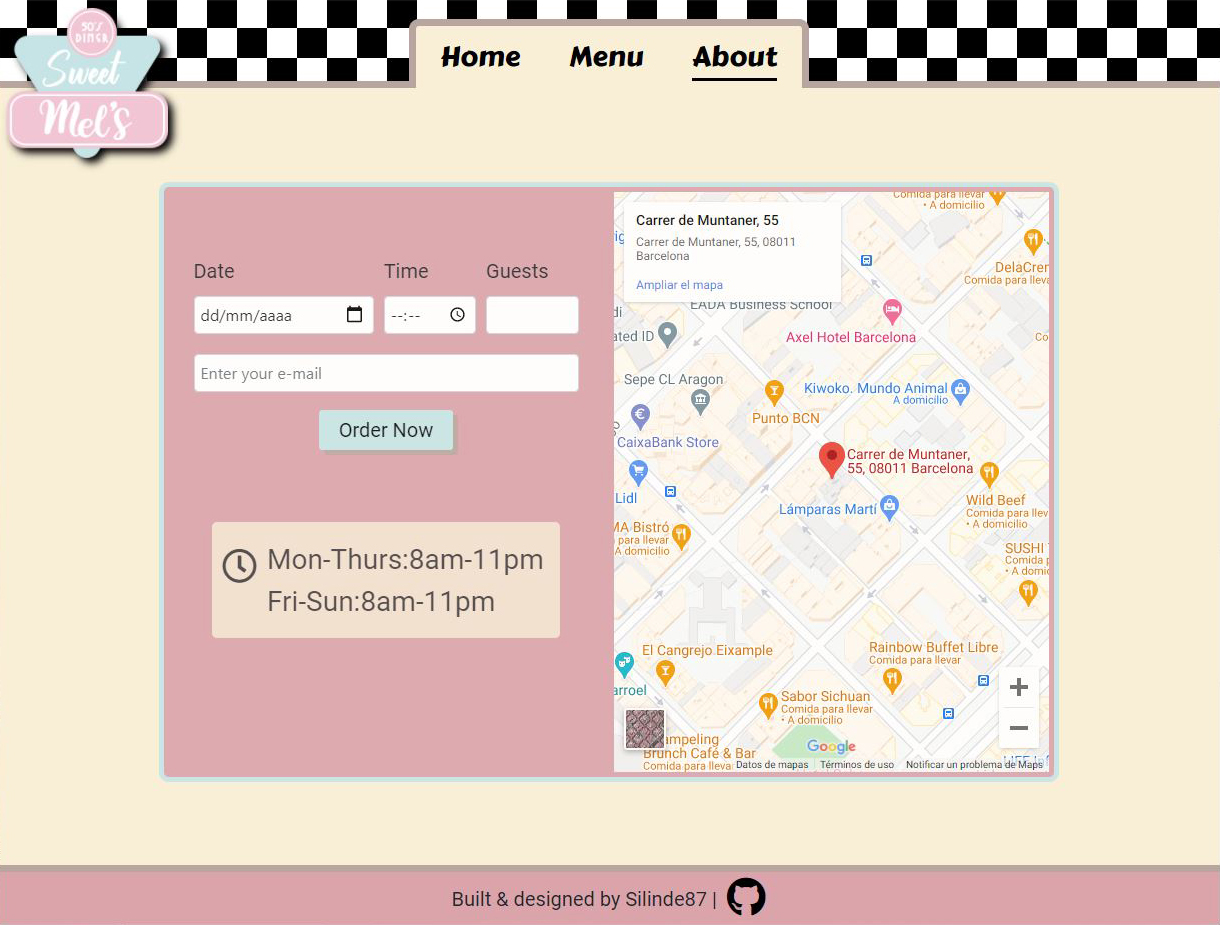 50'S
DINER
Sweet
Mel's
Home Menu About
Date Time Guests
dd/mm/aaaa --:--
Enter your e-mail
Order Now
Mon-Thurs:8am-11pm
Fri-Sun:8am-11pm
Comida para llevar
• A domicilio
Carrer de Muntaner, 55
Carrer de Muntaner, 55, 08011
Barcelona
Ampliar el mapa
DelaCrer
Comida para lleva
EADA Business School
Axel Hotel Barcelona
ated ID
Co
Sepe CL Aragon
Kiwoko. Mundo Animal
A domicilio
Punto BCN
CaixaBank Store
Carrer de Muntaner,
55, 08011 Barcelona
Lidl
Lámparas Martí
Wild Beef
Comida para llev
• A domicilio
MA Bistró
para llevar
A domicilio
SUSHI
Comida p
• A domic
El Cangrejo Eixample
Rainbow Buffet Libre
Comida para llevar
arroel
Sabor Sichuan
Comida para llevar
• A domicilio
ampeling
Brunch Café & Bar
Comida para lleva
Google
Datos de mapas Términos de uso Notificar un problema de Maps
Built & designed by Silinde87 |